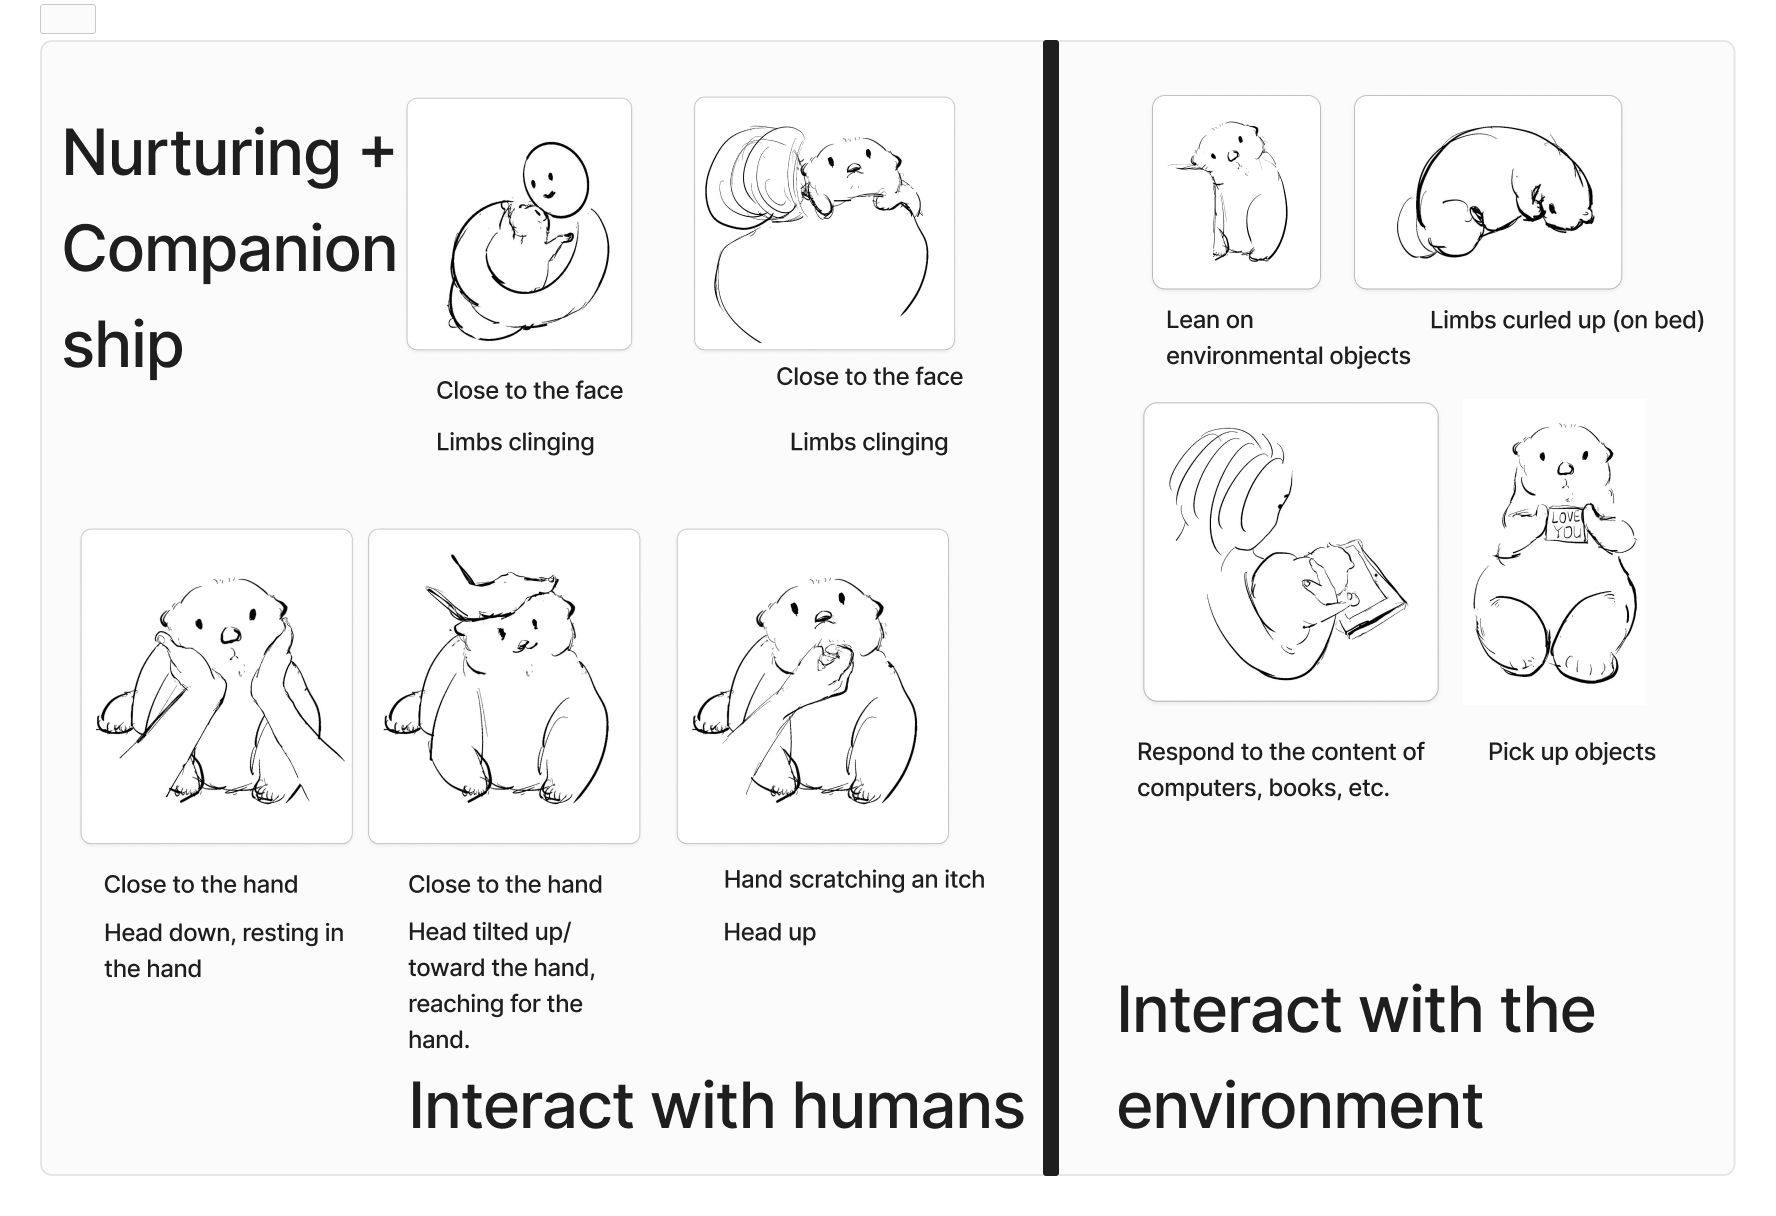 Nurturing +
Companion
ship
Close to the face
Limbs clinging
Close to the face
Limbs clinging
Close to the hand
Head down, resting in
the hand
Close to the hand
Head tilted up/
toward the hand,
reaching for the
hand.
Hand scratching an itch
Head up
Interact with humans
Lean on
environmental objects
Limbs curled up (on bed)
LOVE
YOU
Respond to the content of
computers, books, etc.
Pick up objects
Interact with the
environment